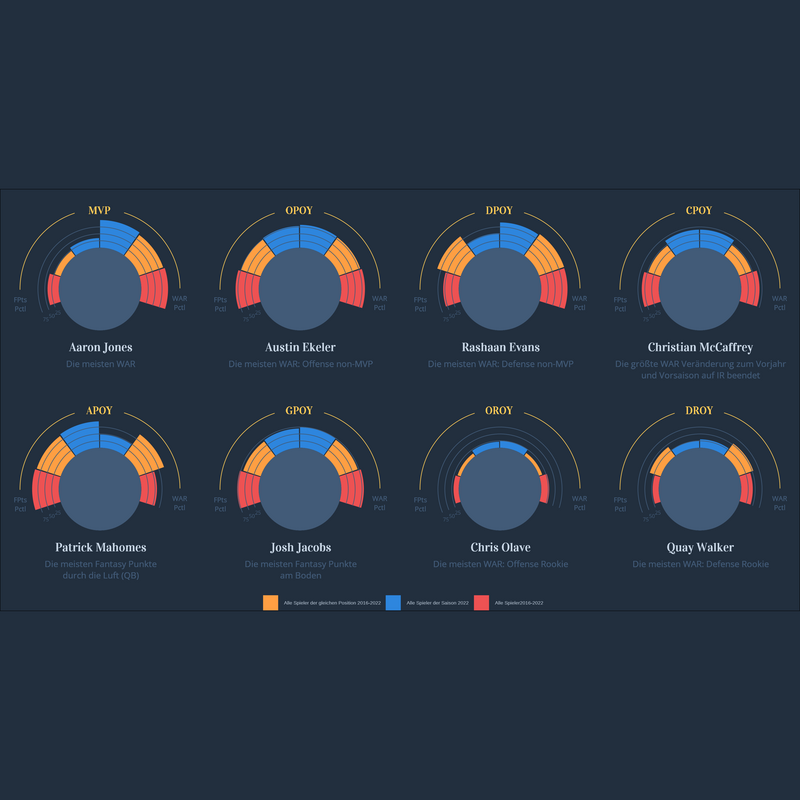 MVP
OPOY
DPOY
CPOY
FPts
Pctl
WAR
Pctl
FPts
Pctl
WAR
Pctl
FPts
Pctl
WAR
Pctl
FPts
Pctl
WAR
Pctl
Aaron Jones
Austin Ekeler
Rashaan Evans
Christian McCaffrey
Die meisten WAR
Die meisten WAR: Offense non-MVP
Die meisten WAR: Defense non-MVP
Die größte WAR Veränderung zum Vorjahr
und Vorsaison auf IR beendet
APOY
GPOY
OROY
DROY
FPts
Pctl
WAR
Pctl
FPts
Pctl
WAR
Pctl
FPts
Pctl
WAR
Pctl
FPts
Pctl
WAR
Pctl
Patrick Mahomes
Josh Jacobs
Chris Olave
Quay Walker
Die meisten Fantasy Punkte
durch die Luft (QB)
Die meisten Fantasy Punkte
am Boden
Die meisten WAR: Offense Rookie
Die meisten WAR: Defense Rookie
Alle Spieler der gleichen Position 2016-2022
Alle Spieler der Saison 2022
Alle Spieler2016-2022